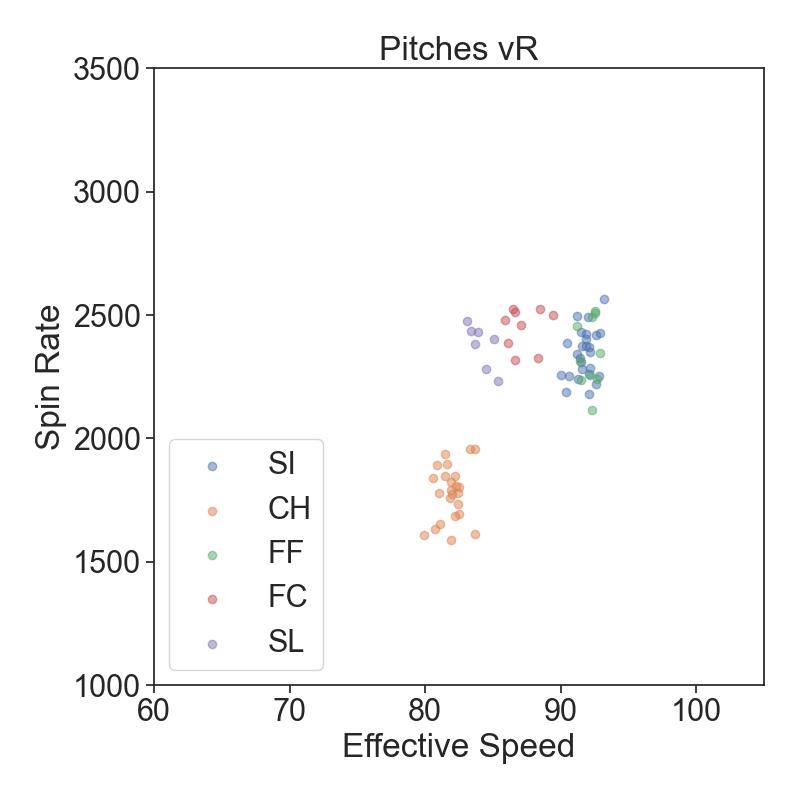 Pitches vR
3500
3000
2500
2000
1500
1000
Spin Rate
SI
CH
FF
FC
SL
60 70 80 90 100
Effective Speed